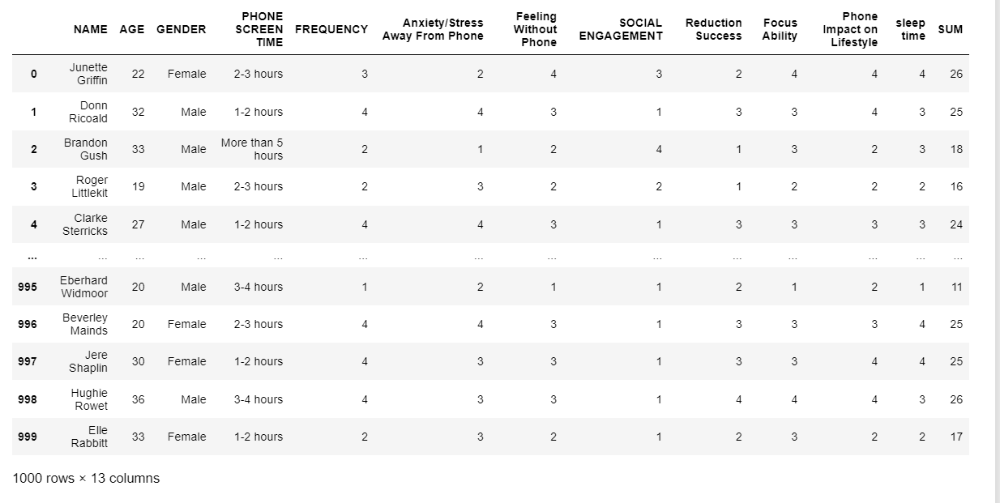 NAME AGE GENDER PHONE SCREEN TIME FREQUENCY Anxiety/Stress Away From Phone Feeling Without Phone SOCIAL ENGAGEMENT Reduction Success Focus Ability Phone Impact on Lifestyle sleep time SUM
0 Junette Griffin 22 Female 2-3 hours 3 2 4 3 2 4 4 4 26
1 Donn Ricoald 32 Male 1-2 hours 4 4 3 1 3 3 4 3 25
2 Brandon Gush 33 Male More than 5 hours 2 1 2 4 1 3 2 3 18
3 Roger Littlekit 19 Male 2-3 hours 2 3 2 2 1 2 2 2 16
4 Clarke Sterricks 27 Male 1-2 hours 4 4 3 1 3 3 3 3 24
... ... ... ... ... ... ... ... ... ... ... ... ... ...
995 Eberhard Widmoor 20 Male 3-4 hours 1 2 1 1 2 1 2 1 11
996 Beverley Mainds 20 Female 2-3 hours 4 4 3 1 3 3 3 4 25
997 Jere Shaplin 30 Female 1-2 hours 4 3 3 1 3 3 4 4 25
998 Hughie Rowet 36 Male 3-4 hours 4 3 3 1 4 4 4 3 26
999 Elle Rabbitt 33 Female 1-2 hours 2 3 2 1 2 3 2 2 17
1000 rows × 13 columns